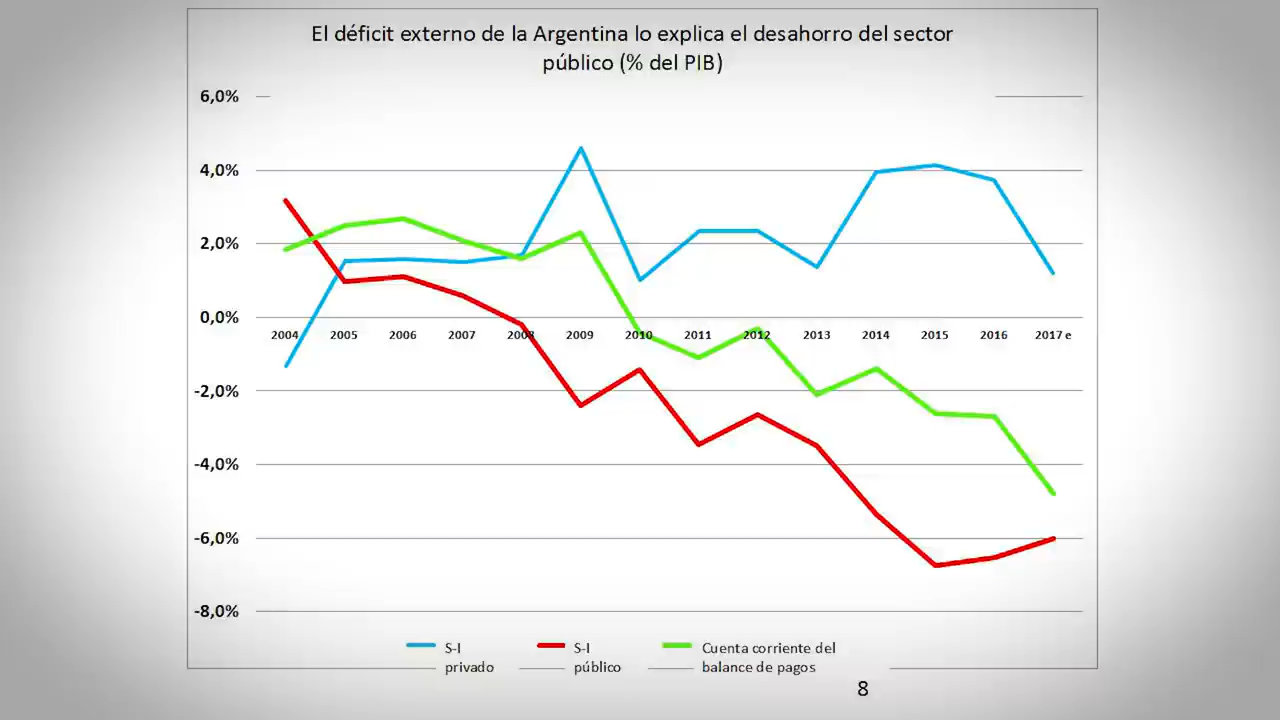 El déficit externo de la Argentina lo explica el desahorro del sector
público (% del PIB)
6,0%
4,0%
2,0%
0,0%
2004 2005 2006 2007 2008 2009 2010 2011 2012 2013 2014 2015 2016 2017 e
-2,0%
-4,0%
-6,0%
-8,0%
S-I
privado
S-I
público
Cuenta corriente del
balance de pagos
8